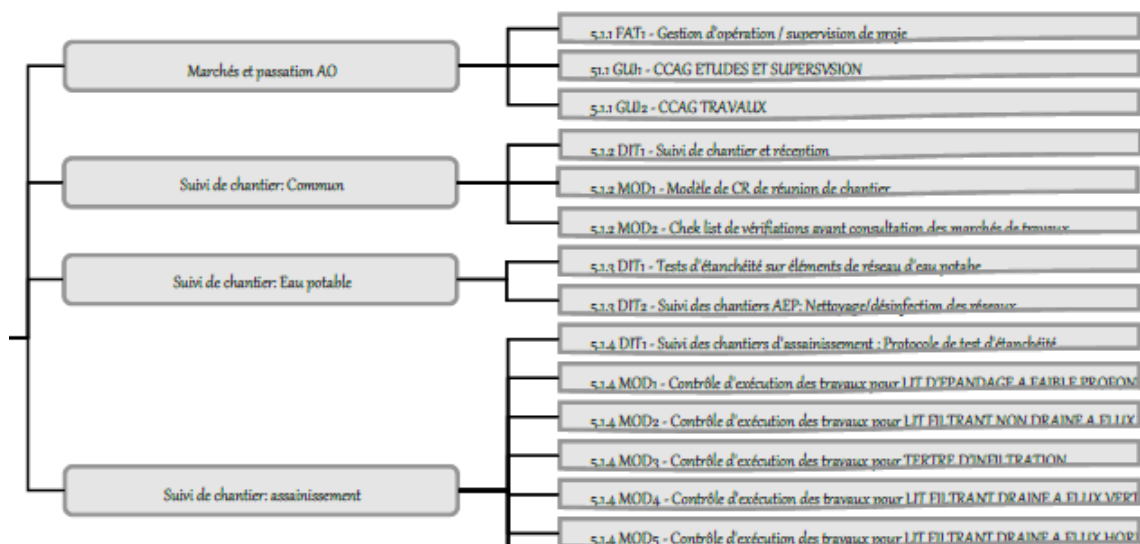 Marchés et passation AO
5.1.1 FAT1 - Gestion d'opération / supervision de proje
51.1 GUI1 - CCAG ETUDES ET SUPERSVSION
5.1.1 GUI2 - CCAG TRAVAUX
Suivi de chantier: Commun
5.1.2 DIT1 - Suivi de chantier et réception
5.1.2 MOD1 - Modèle de CR de réunion de chantier
5.1.2 MOD2 - Chek list de vérifiations avant consultation des marchés de travaux
Suivi de chantier: Eau potable
5.1.3 DIT1 - Tests d'étanchéité sur éléments de réseau d'eau potabe
5.1.3 DIT2 - Suivi des chantiers AEP: Nettoyage/désinfection des réseaux
Suivi de chantier: assainissement
5.1.4 DIT1 - Suivi des chantiers d'assainissement : Protocole de test d'étanchéité
5.1.4 MOD1 - Contrôle d'exécution des travaux pour LIT D'EPANDAGE A FAIBLE PROFON
5.1.4 MOD2 - Contrôle d'exécution des travaux pour LIT FILTRANT NON DRAINE A FLUX
5.1.4 MOD3 - Contrôle d'exécution des travaux pour TERTRE D'INFILTRATION
5.1.4 MOD4 - Contrôle d'exécution des travaux pour LIT FILTRANT DRAINE A FLUX VERT
5.1.4 MOD5 - Contrôle d'exécution des travaux pour LIT FILTRANT DRAINE A FLUX HOR